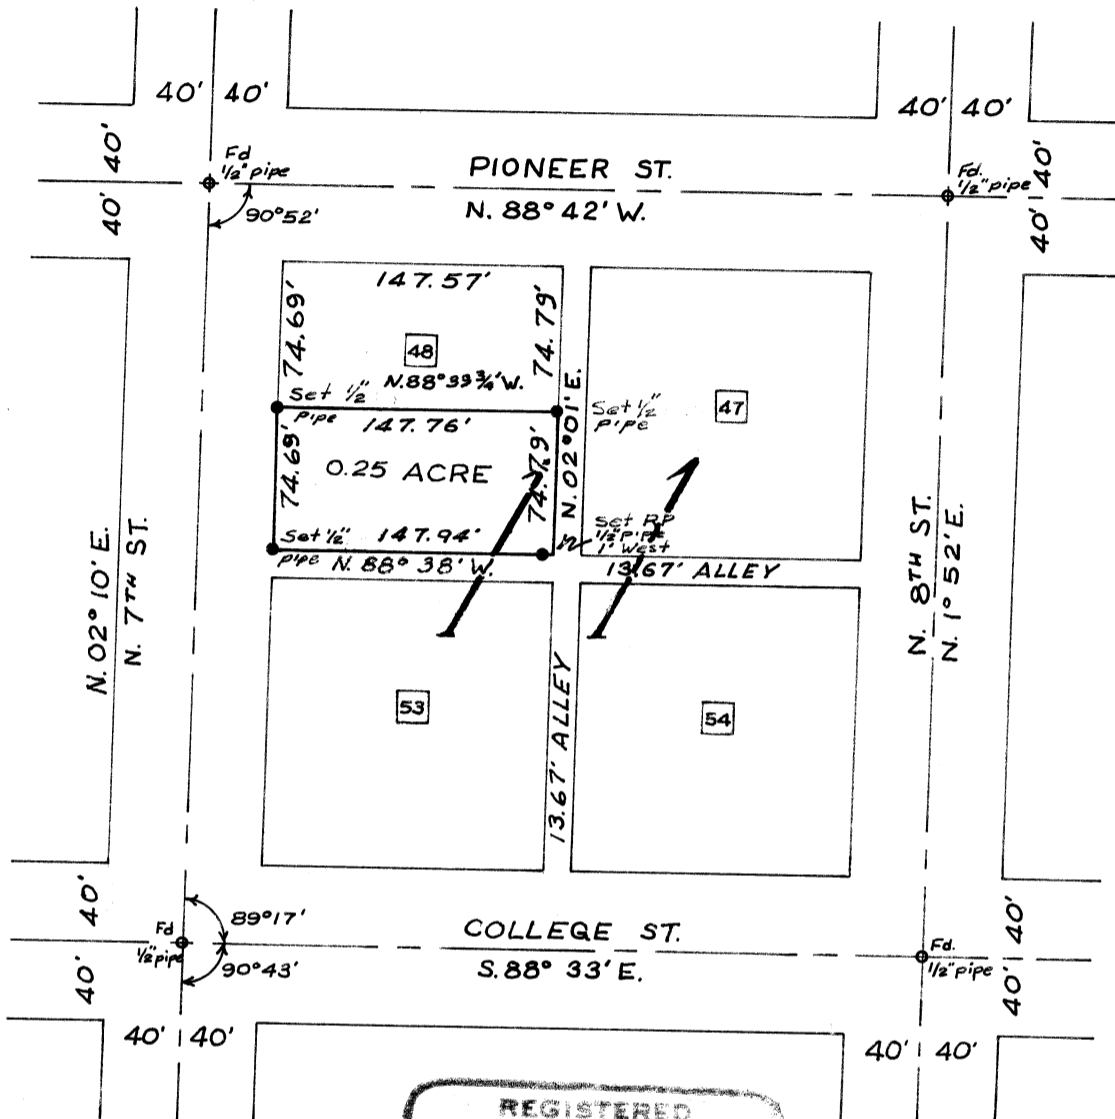 40' 40'
40' 40'
40'
40'
Fd
1/2" pipe
90°52'
PIONEER ST.
N. 88° 42' W.
Fd.
1/2" pipe
40'
40'
147.57'
74.69'
74.79'
48
N.88°33¾'W.
Set 1/2"
pipe
147.76'
74.69'
0.25 ACRE
74.79'
N. 02° 01' E.
Set 1/2"
pipe
47
Set 1/2"
pipe
147.94'
N. 88° 38' W.
Set RP
1/2" pipe
1' West
13.67' ALLEY
N. 02° 10' E.
N. 7TH ST.
N. 8TH ST.
N. 1° 52' E.
53
54
13.67' ALLEY
40'
40'
Fd
1/2" pipe
89°17'
90°43'
COLLEGE ST.
S. 88° 33' E.
Fd.
1/2" pipe
40'
40'
40' 40'
40' 40'
REGISTERED